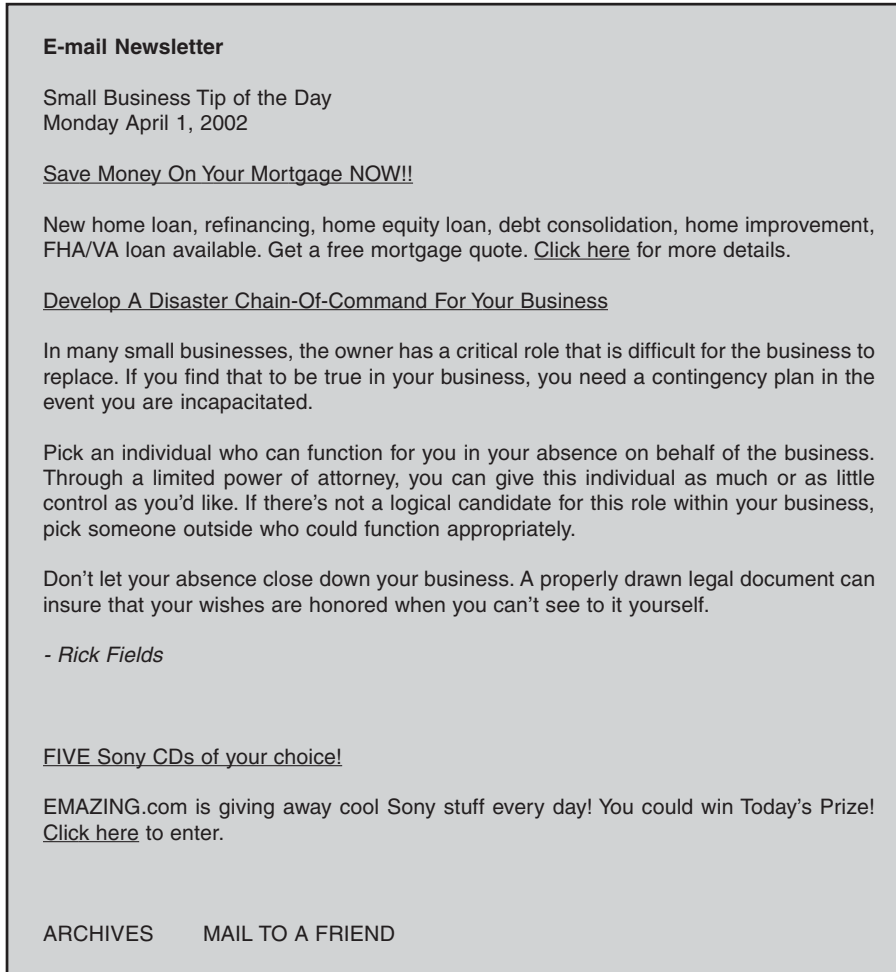 E-mail Newsletter
Small Business Tip of the Day
Monday April 1, 2002
Save Money On Your Mortgage NOW!!
New home loan, refinancing, home equity loan, debt consolidation, home improvement,
FHA/VA loan available. Get a free mortgage quote. Click here for more details.
Develop A Disaster Chain-Of-Command For Your Business
In many small businesses, the owner has a critical role that is difficult for the business to
replace. If you find that to be true in your business, you need a contingency plan in the
event you are incapacitated.
Pick an individual who can function for you in your absence on behalf of the business.
Through a limited power of attorney, you can give this individual as much or as little
control as you’d like. If there’s not a logical candidate for this role within your business,
pick someone outside who could function appropriately.
Don’t let your absence close down your business. A properly drawn legal document can
insure that your wishes are honored when you can’t see to it yourself.
- Rick Fields
FIVE Sony CDs of your choice!
EMAZING.com is giving away cool Sony stuff every day! You could win Today’s Prize!
Click here to enter.
ARCHIVES MAIL TO A FRIEND